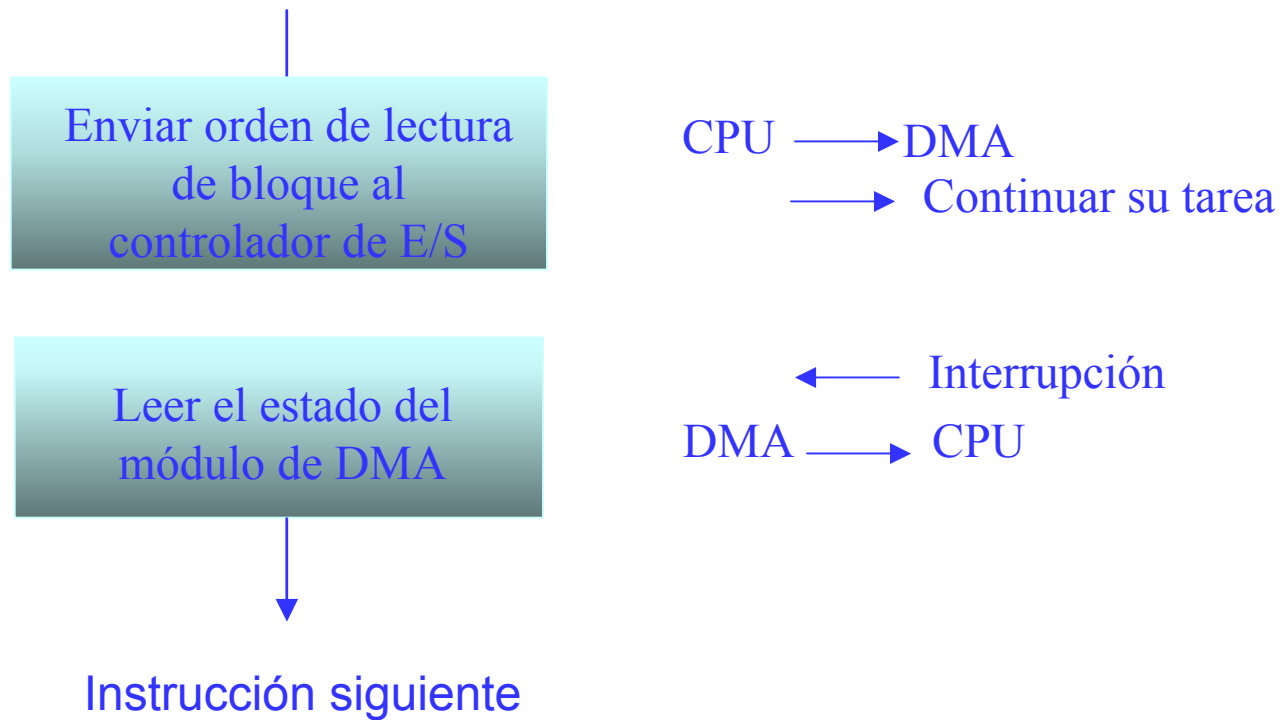 Enviar orden de lectura
de bloque al
controlador de E/S
CPU DMA
Continuar su tarea
Leer el estado del
módulo de DMA
Interrupción
DMA CPU
Instrucción siguiente